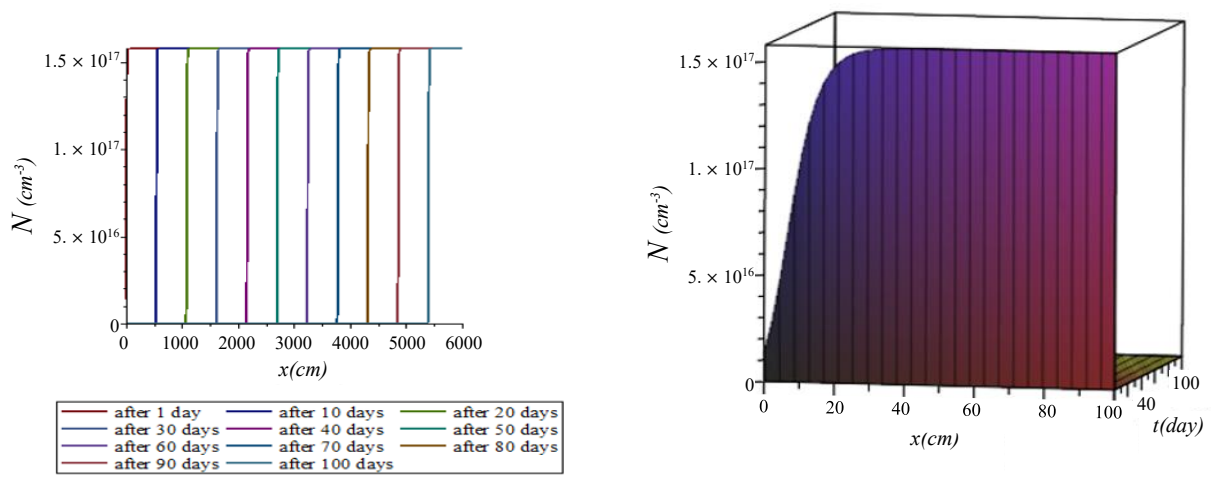 1.5 × 10¹⁷
1. × 10¹⁷
5. × 10¹⁶
0
N (cm⁻³)
0 1000 2000 3000 4000 5000 6000
x(cm)
after 1 day after 10 days after 20 days
after 30 days after 40 days after 50 days
after 60 days after 70 days after 80 days
after 90 days after 100 days
1.5 × 10¹⁷
1. × 10¹⁷
5. × 10¹⁶
0
N (cm⁻³)
0 20 40 60 80 100
x(cm)
40 100
t(day)